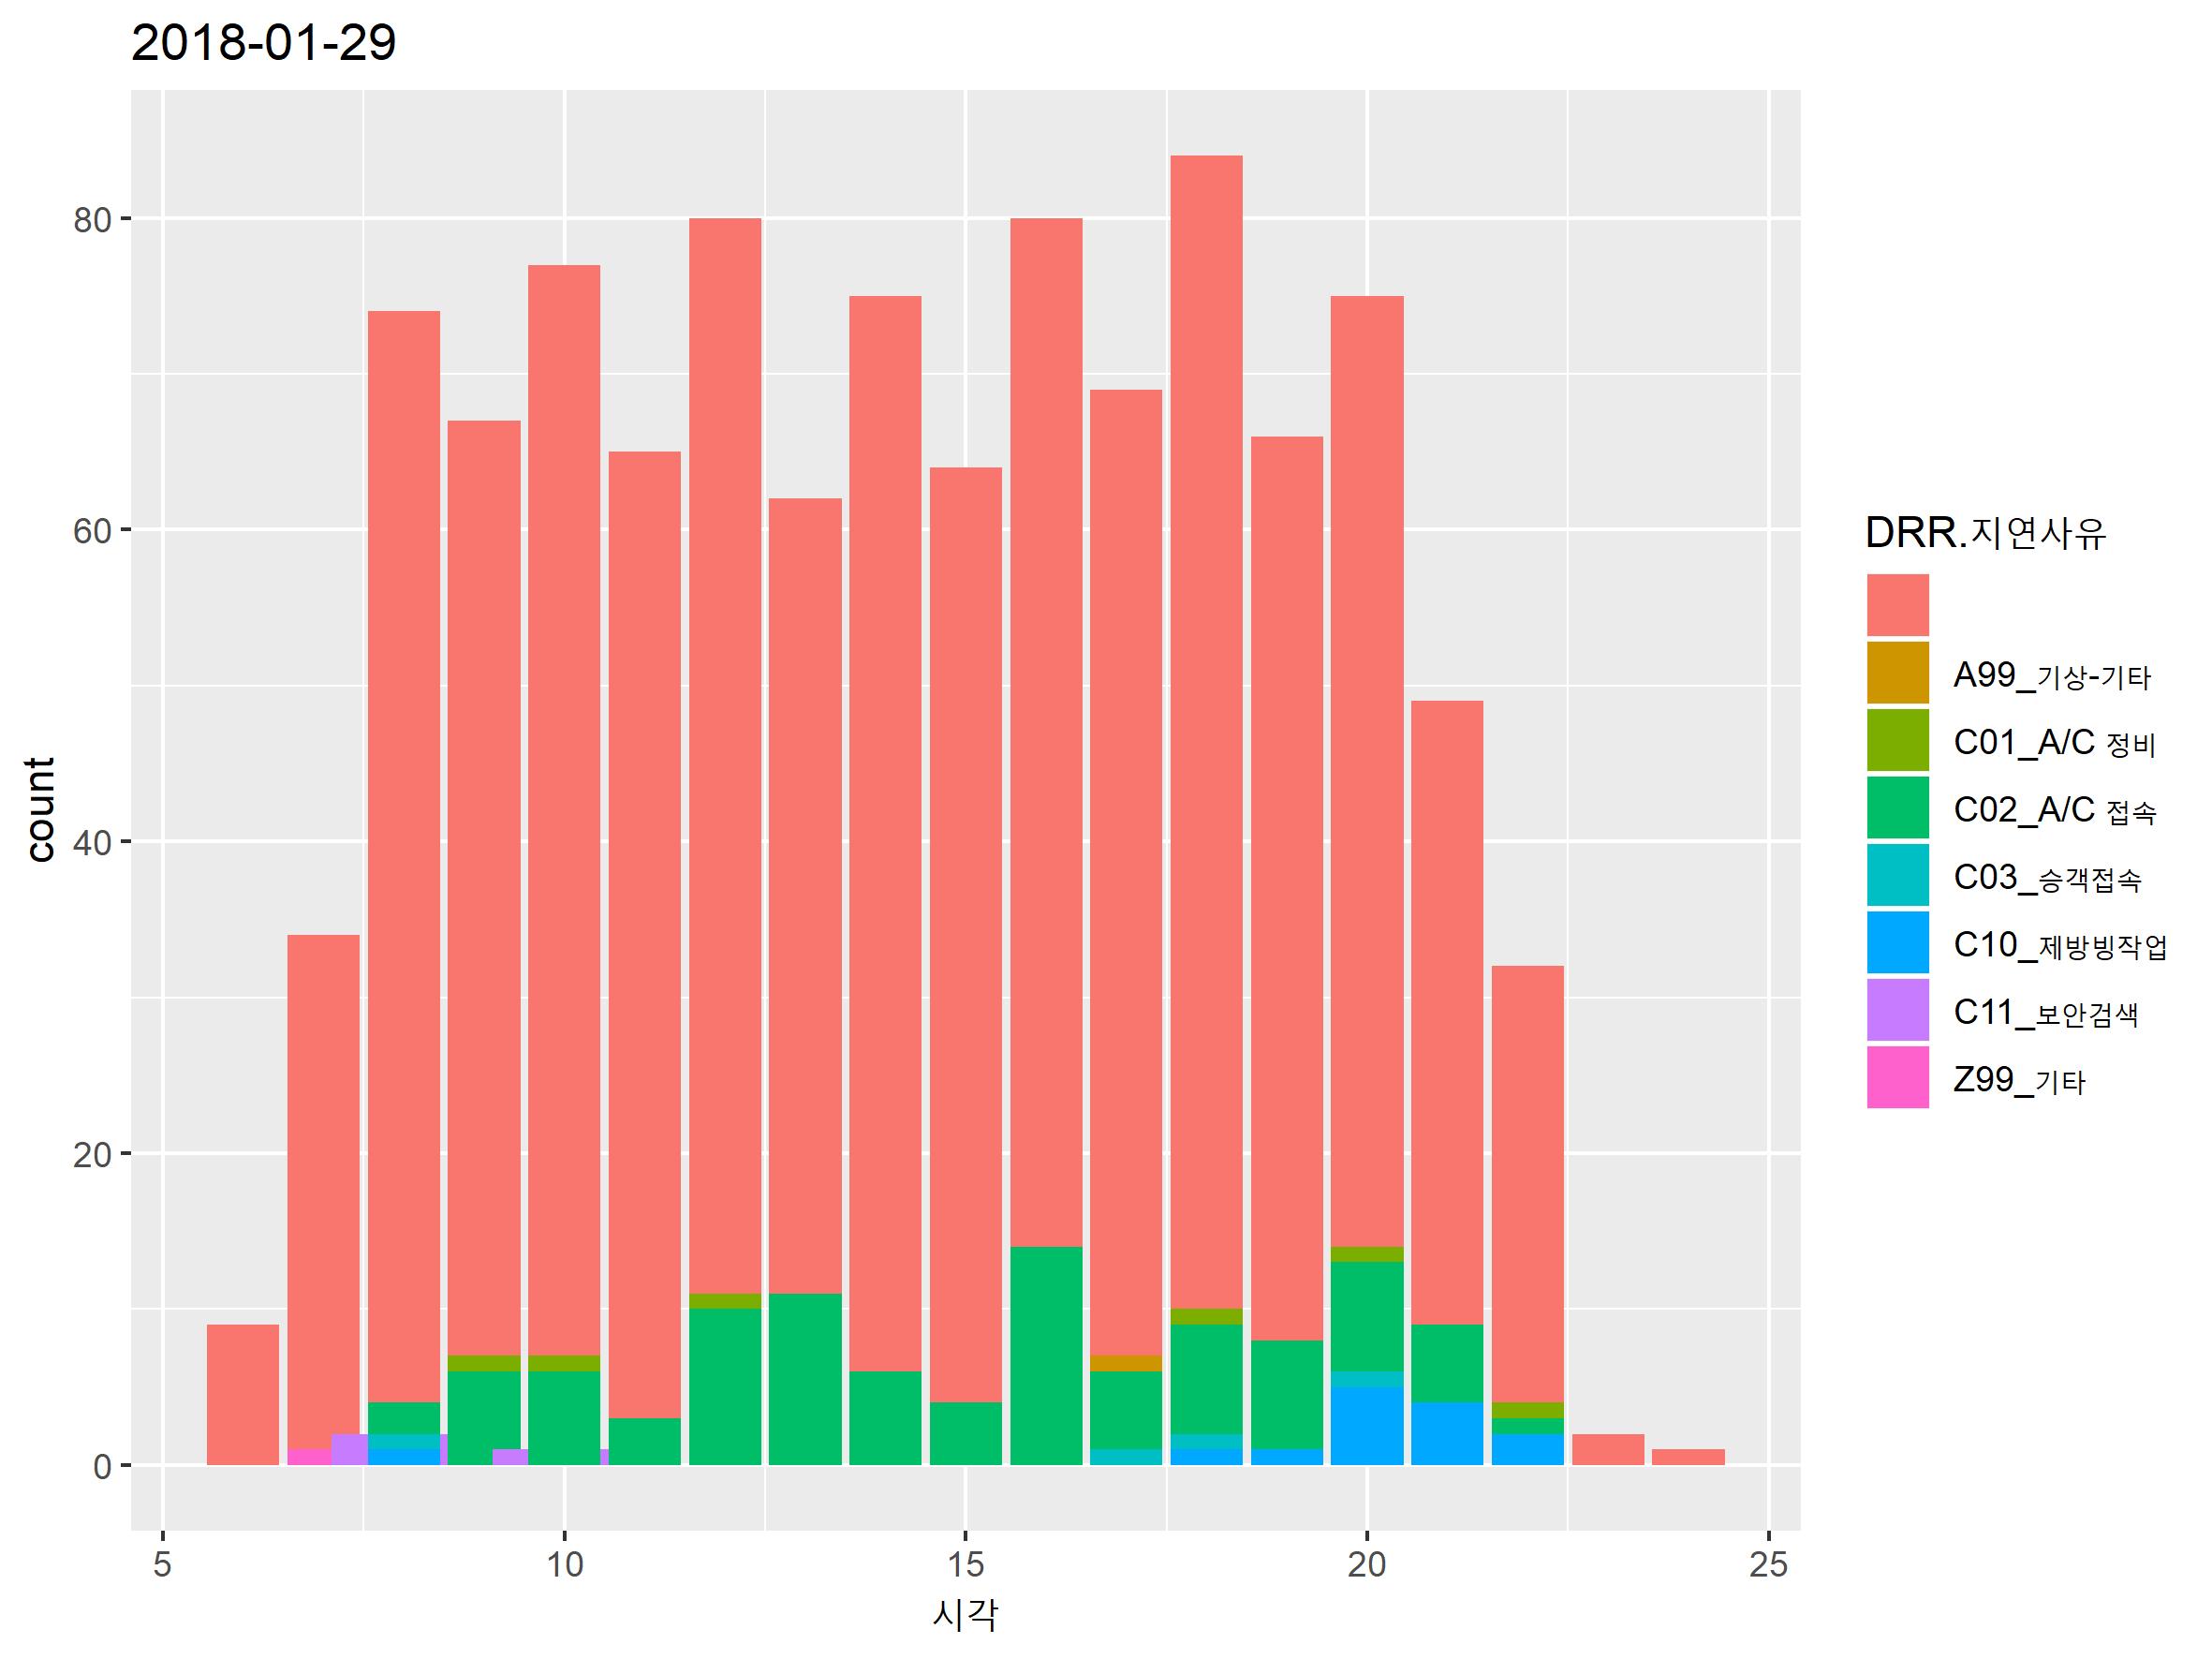 2018-01-29
80
60
40
20
0
count
5 10 15 20 25
시각
DRR.지연사유
A99_기상-기타
C01_A/C 정비
C02_A/C 접속
C03_승객접속
C10_제방빙작업
C11_보안검색
Z99_기타